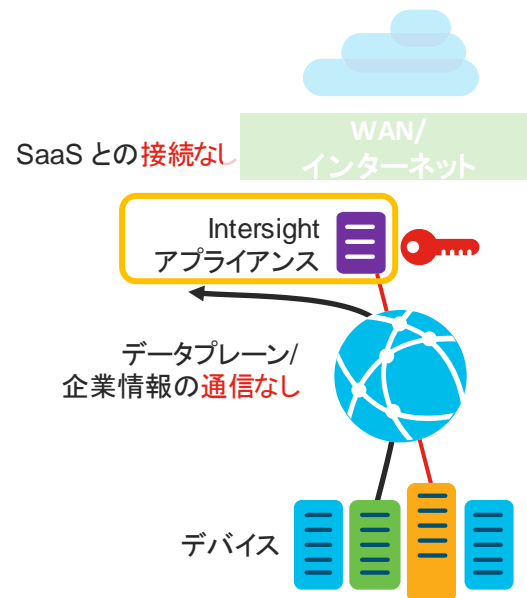 WAN/
インターネット
SaaS との接続なし
Intersight
アプライアンス
データプレーン/
企業情報の通信なし
デバイス